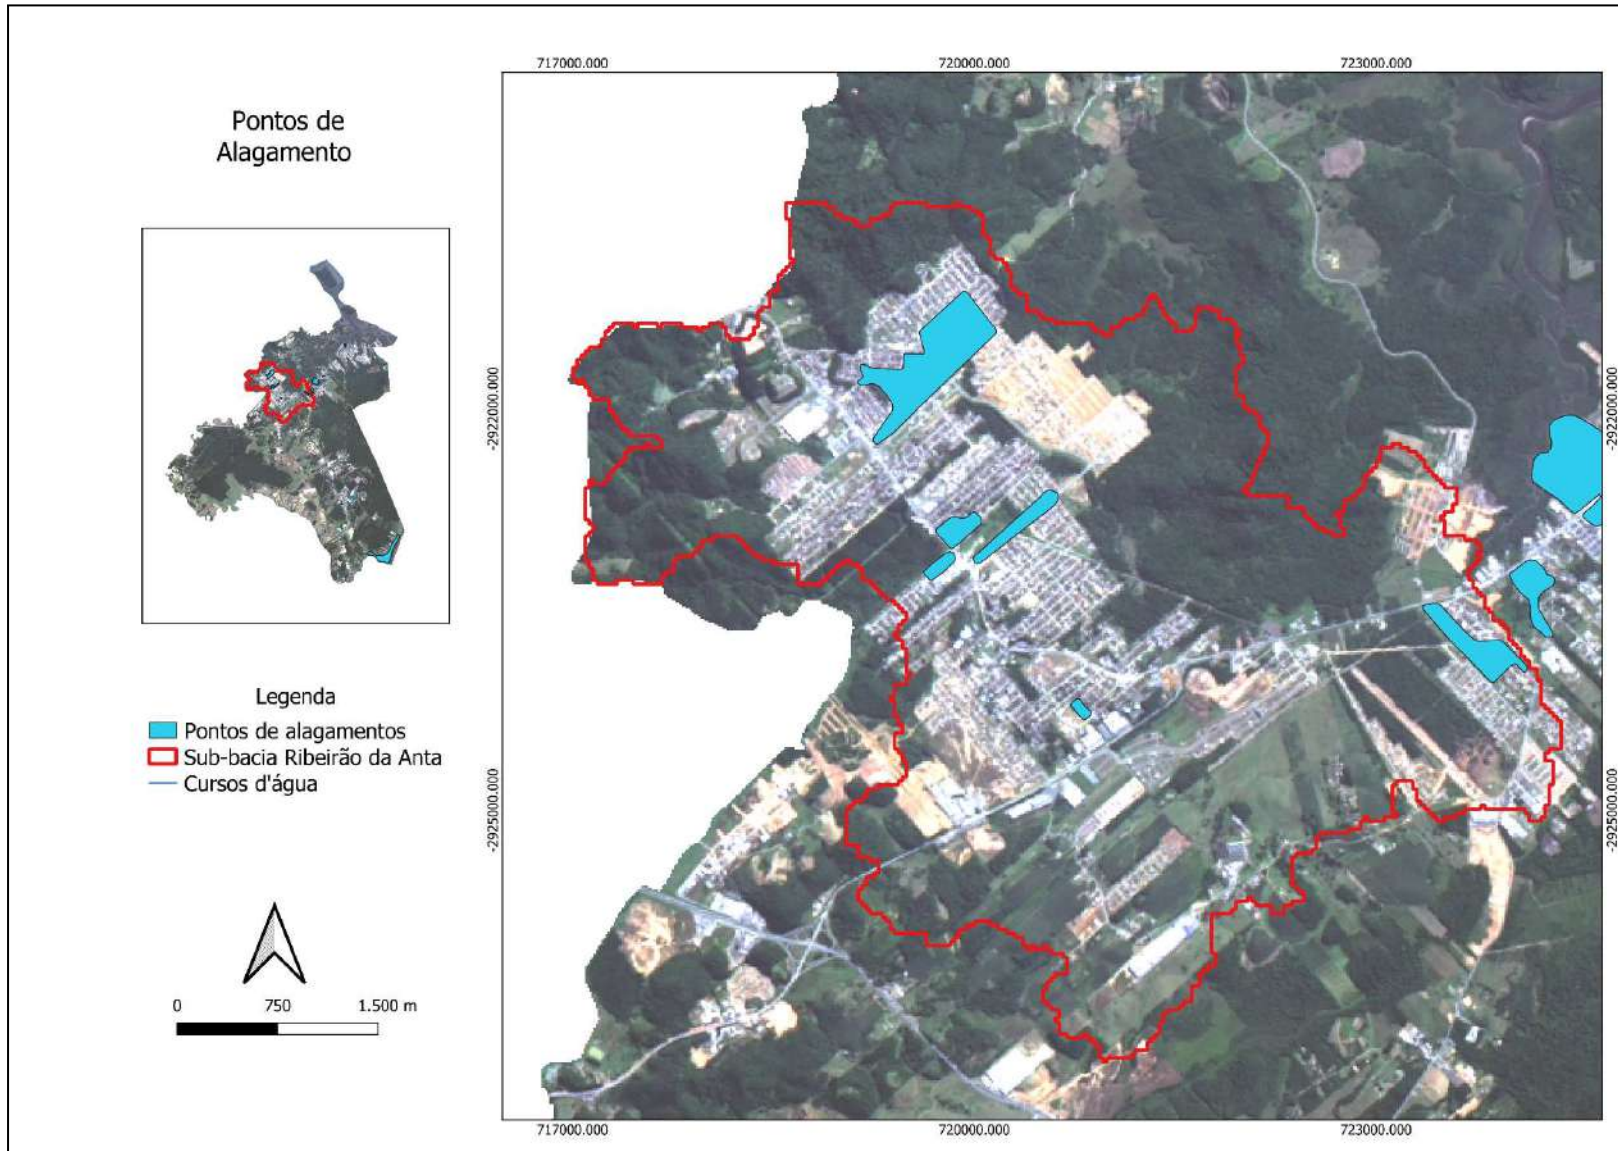 Pontos de
Alagamento
Legenda
Pontos de alagamentos
Sub-bacia Ribeirão da Anta
Cursos d'água
0 750 1.500 m
717000.000 720000.000 723000.000
-2922000.000 -2922000.000
-2925000.000 -2925000.000
717000.000 720000.000 723000.000